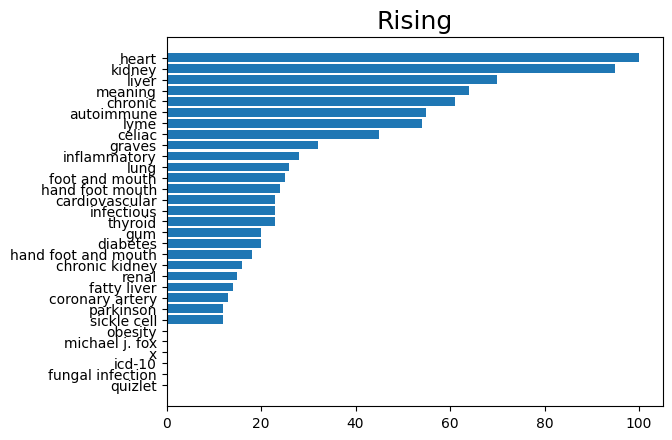 Rising
heart
kidney
liver
meaning
chronic
autoimmune
lyme
celiac
graves
inflammatory
lung
foot and mouth
hand foot mouth
cardiovascular
infectious
thyroid
gum
diabetes
hand foot and mouth
chronic kidney
renal
fatty liver
coronary artery
parkinson
sickle cell
obesity
michael j. fox
x
icd-10
fungal infection
quizlet
0 20 40 60 80 100